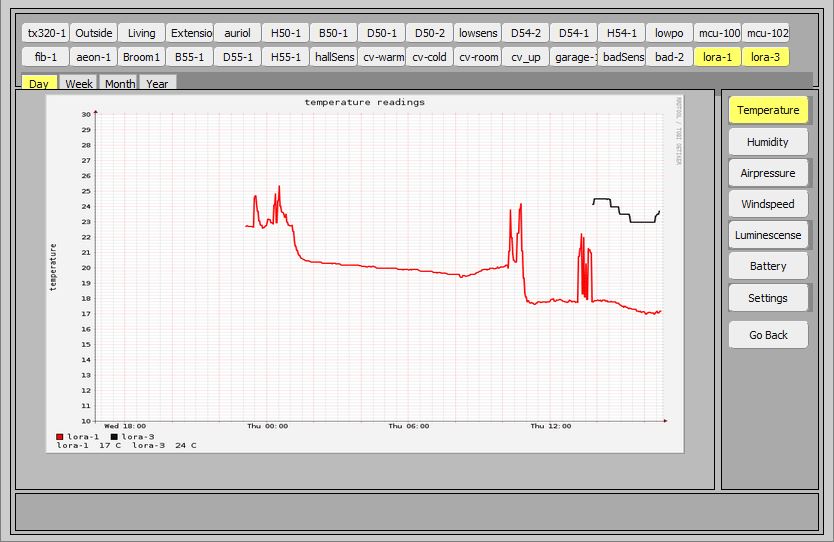 tx320-1 Outside Living Extensio auriol H50-1 B50-1 D50-1 D50-2 lowsens D54-2 D54-1 H54-1 lowpo mcu-100 mcu-102
fib-1 aeon-1 Broom1 B55-1 D55-1 H55-1 hallSens cv-warm cv-cold cv-room cv_up garage-1 badSens bad-2 lora-1 lora-3
Day Week Month Year
temperature readings
RRDTOOL / TOBI OETIKER
temperature
30
29
28
27
26
25
24
23
22
21
20
19
18
17
16
15
14
13
12
11
10
Wed 18:00 Thu 00:00 Thu 06:00 Thu 12:00
lora-1 lora-3
lora-1 17 C lora-3 24 C
Temperature
Humidity
Airpressure
Windspeed
Luminescense
Battery
Settings
Go Back